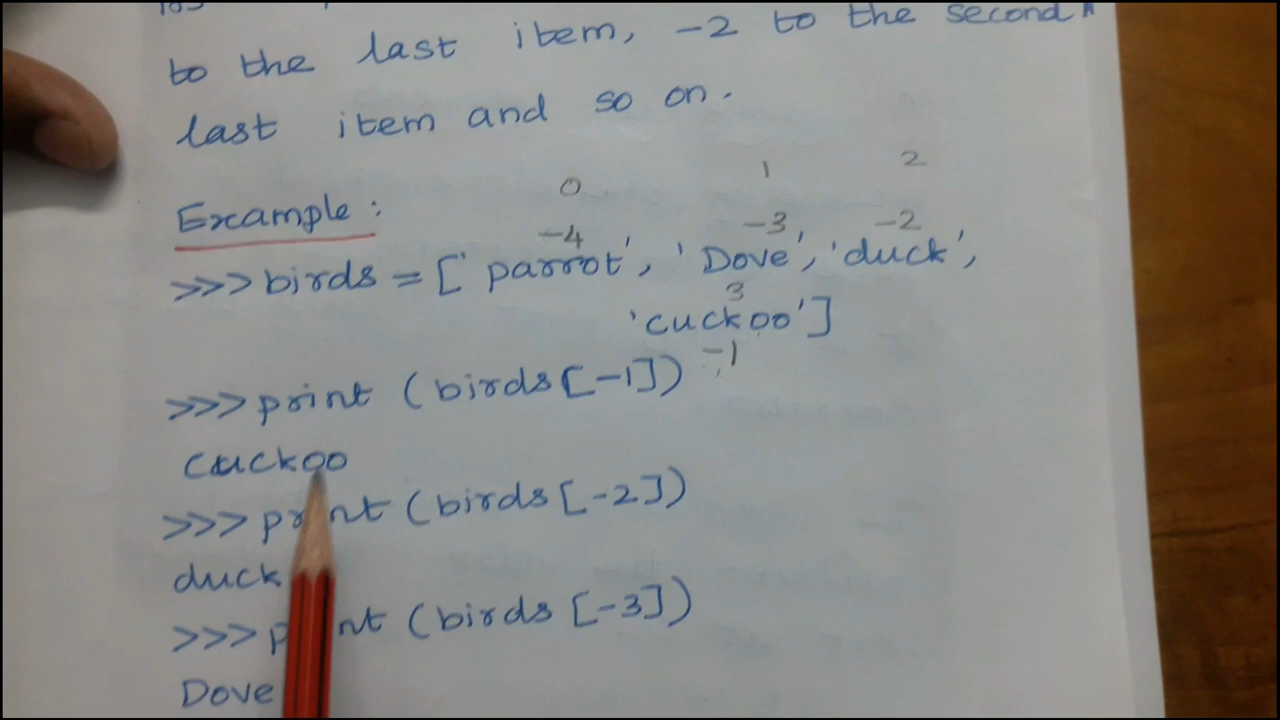 to the last item, -2 to the second
last item and so on.
0 1 2
Example :
-4 -3 -2
>>> birds = ['parrot', 'Dove', 'duck',
3
'cuckoo']
-1
>>> print (birds [-1])
cuckoo
>>> print (birds [-2])
duck
>>> print (birds [-3])
Dove